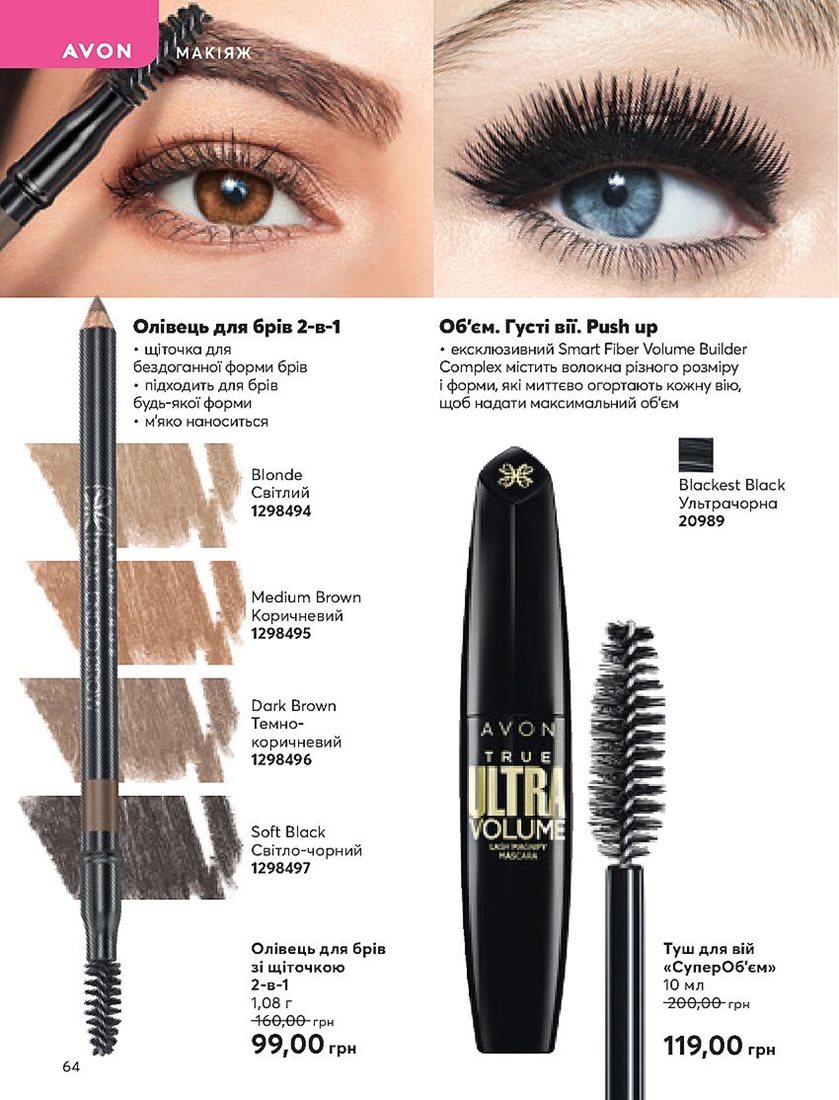 AVON
МАКІЯЖ
Олівець для брів 2-в-1
• щіточка для
бездоганної форми брів
• підходить для брів
будь-якої форми
• м'яко наноситься
Об'єм. Густі вії. Push up
• ексклюзивний Smart Fiber Volume Builder
Complex містить волокна різного розміру
і форми, які миттєво огортають кожну вію,
щоб надати максимальний об'єм
Blonde
Світлий
1298494
Medium Brown
Коричневий
1298495
Dark Brown
Темно-
коричневий
1298496
Soft Black
Світло-чорний
1298497
Олівець для брів
зі щіточкою
2-в-1
1,08 г
160,00 грн
99,00 грн
Blackest Black
Ультрачорна
20989
AVON
TRUE
ULTRA
VOLUME
LASH MAGNIFY
MASCARA
Туш для вій
«СуперОб'єм»
10 мл
200,00 грн
119,00 грн
64